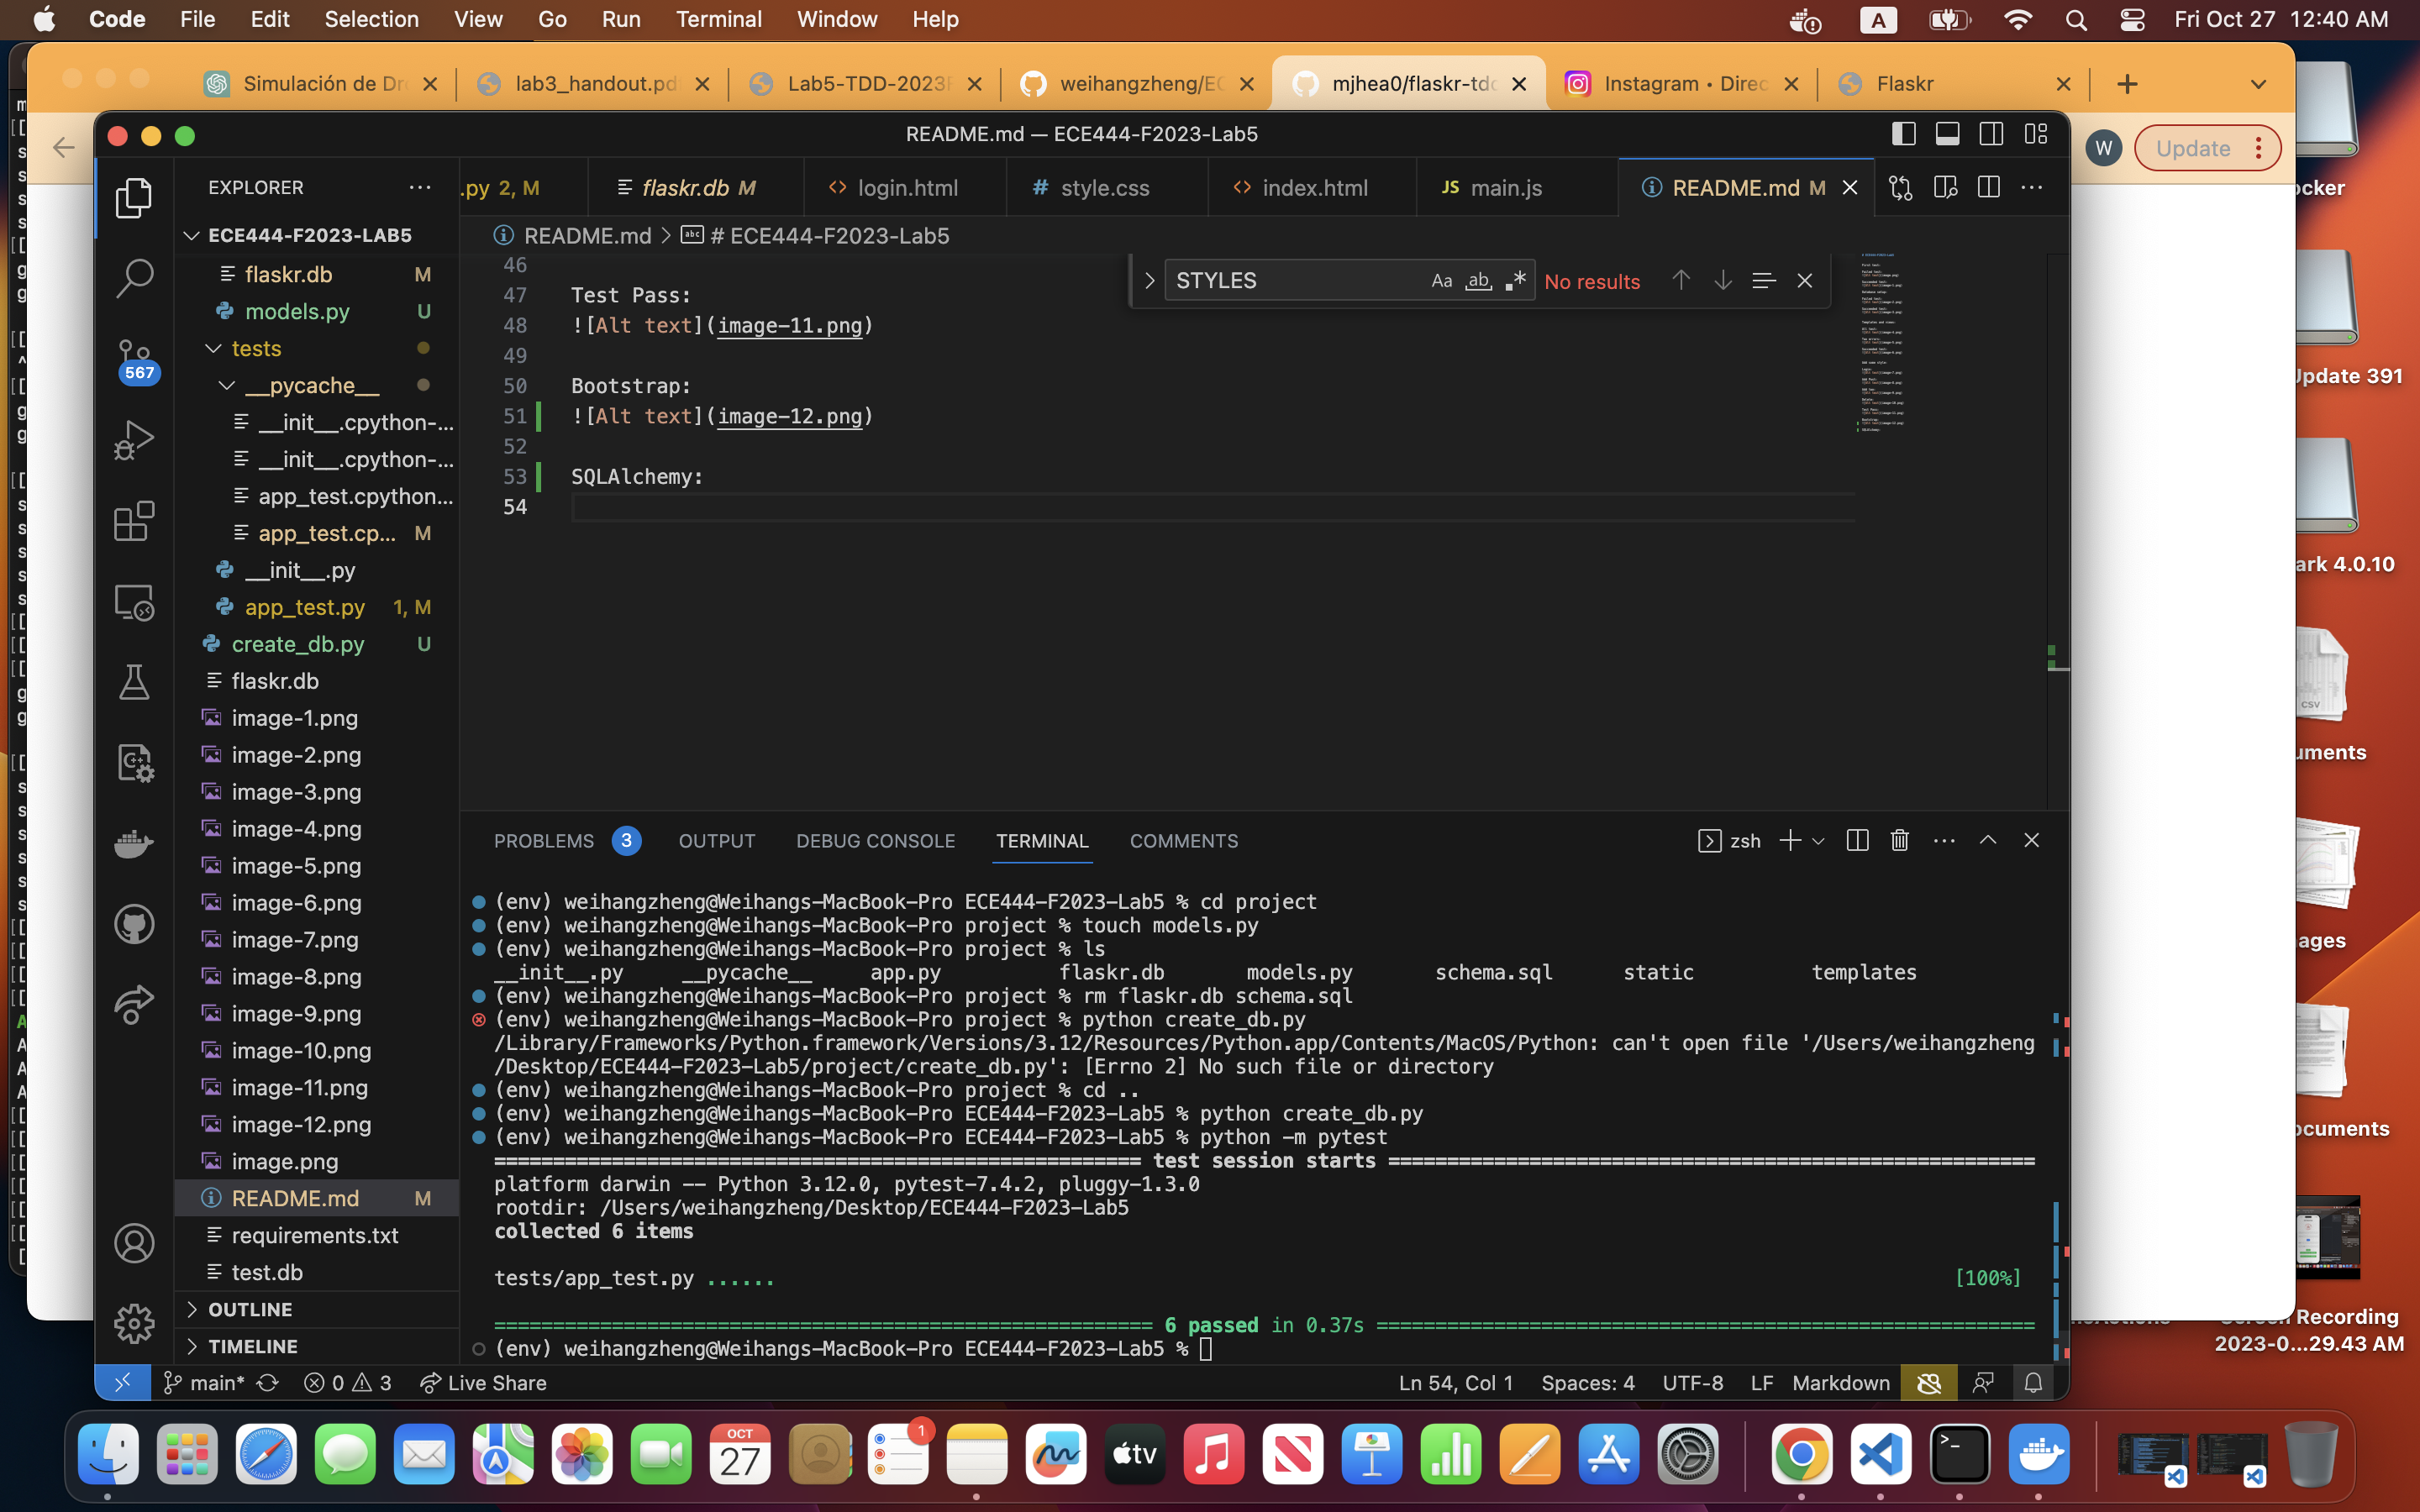 Code File Edit Selection View Go Run Terminal Window Help
A
Fri Oct 27 12:40 AM
Simulación de Dr
lab3_handout.pd
Lab5-TDD-2023F
weihangzheng/EC
mjhea0/flaskr-tdd
Instagram • Direc
Flaskr
W
Update
README.md — ECE444-F2023-Lab5
EXPLORER
.py 2, M
flaskr.db M
login.html
# style.css
index.html
JS main.js
README.md M
ECE444-F2023-LAB5
README.md > # ECE444-F2023-Lab5
STYLES
Aa ab
No results
flaskr.db M
models.py U
tests
__pycache__
__init__.cpython-...
__init__.cpython-...
app_test.cpython...
app_test.cp... M
__init__.py
app_test.py 1, M
create_db.py U
flaskr.db
image-1.png
image-2.png
image-3.png
image-4.png
image-5.png
image-6.png
image-7.png
image-8.png
image-9.png
image-10.png
image-11.png
image-12.png
image.png
README.md M
requirements.txt
test.db
OUTLINE
TIMELINE
567
46
47 Test Pass:
48 ![Alt text](image-11.png)
49
50 Bootstrap:
51 ![Alt text](image-12.png)
52
53 SQLAlchemy:
54
PROBLEMS 3 OUTPUT DEBUG CONSOLE TERMINAL COMMENTS
zsh
(env) weihangzheng@Weihangs-MacBook-Pro ECE444-F2023-Lab5 % cd project
(env) weihangzheng@Weihangs-MacBook-Pro project % touch models.py
(env) weihangzheng@Weihangs-MacBook-Pro project % ls
__init__.py __pycache__ app.py flaskr.db models.py schema.sql static templates
(env) weihangzheng@Weihangs-MacBook-Pro project % rm flaskr.db schema.sql
(env) weihangzheng@Weihangs-MacBook-Pro project % python create_db.py
/Library/Frameworks/Python.framework/Versions/3.12/Resources/Python.app/Contents/MacOS/Python: can't open file '/Users/weihangzheng
/Desktop/ECE444-F2023-Lab5/project/create_db.py': [Errno 2] No such file or directory
(env) weihangzheng@Weihangs-MacBook-Pro project % cd ..
(env) weihangzheng@Weihangs-MacBook-Pro ECE444-F2023-Lab5 % python create_db.py
(env) weihangzheng@Weihangs-MacBook-Pro ECE444-F2023-Lab5 % python -m pytest
======================================================= test session starts =======================================================
platform darwin -- Python 3.12.0, pytest-7.4.2, pluggy-1.3.0
rootdir: /Users/weihangzheng/Desktop/ECE444-F2023-Lab5
collected 6 items
tests/app_test.py ...... [100%]
======================================================== 6 passed in 0.37s ========================================================
(env) weihangzheng@Weihangs-MacBook-Pro ECE444-F2023-Lab5 %
main* 0 3 Live Share
Ln 54, Col 1 Spaces: 4 UTF-8 LF Markdown
ocker
Update 391
ark 4.0.10
CSV
uments
ages
ocuments
Screen Recording
2023-0...29.43 AM
OCT
27
1
tv